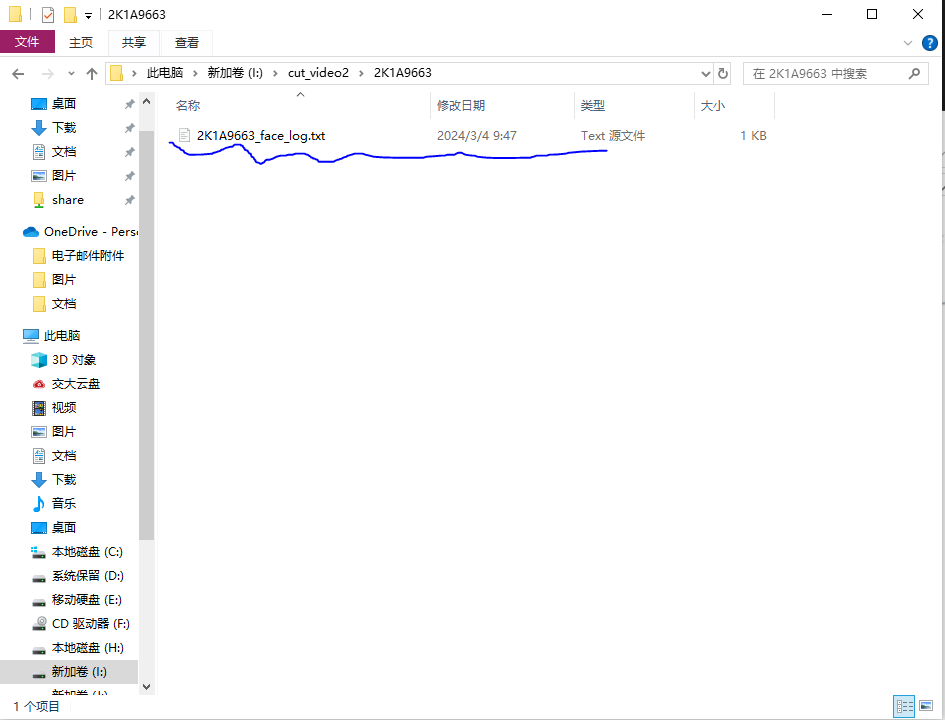 2K1A9663
文件 主页 共享 查看
此电脑 新加卷 (I:) cut_video2 2K1A9663
在 2K1A9663 中搜索
名称 修改日期 类型 大小
2K1A9663_face_log.txt 2024/3/4 9:47 Text 源文件 1 KB
桌面
下载
文档
图片
share
OneDrive - Pers
电子邮件附件
图片
文档
此电脑
3D 对象
交大云盘
视频
图片
文档
下载
音乐
桌面
本地磁盘 (C:)
系统保留 (D:)
移动硬盘 (E:)
CD 驱动器 (F:)
本地磁盘 (H:)
新加卷 (I:)
1 个项目